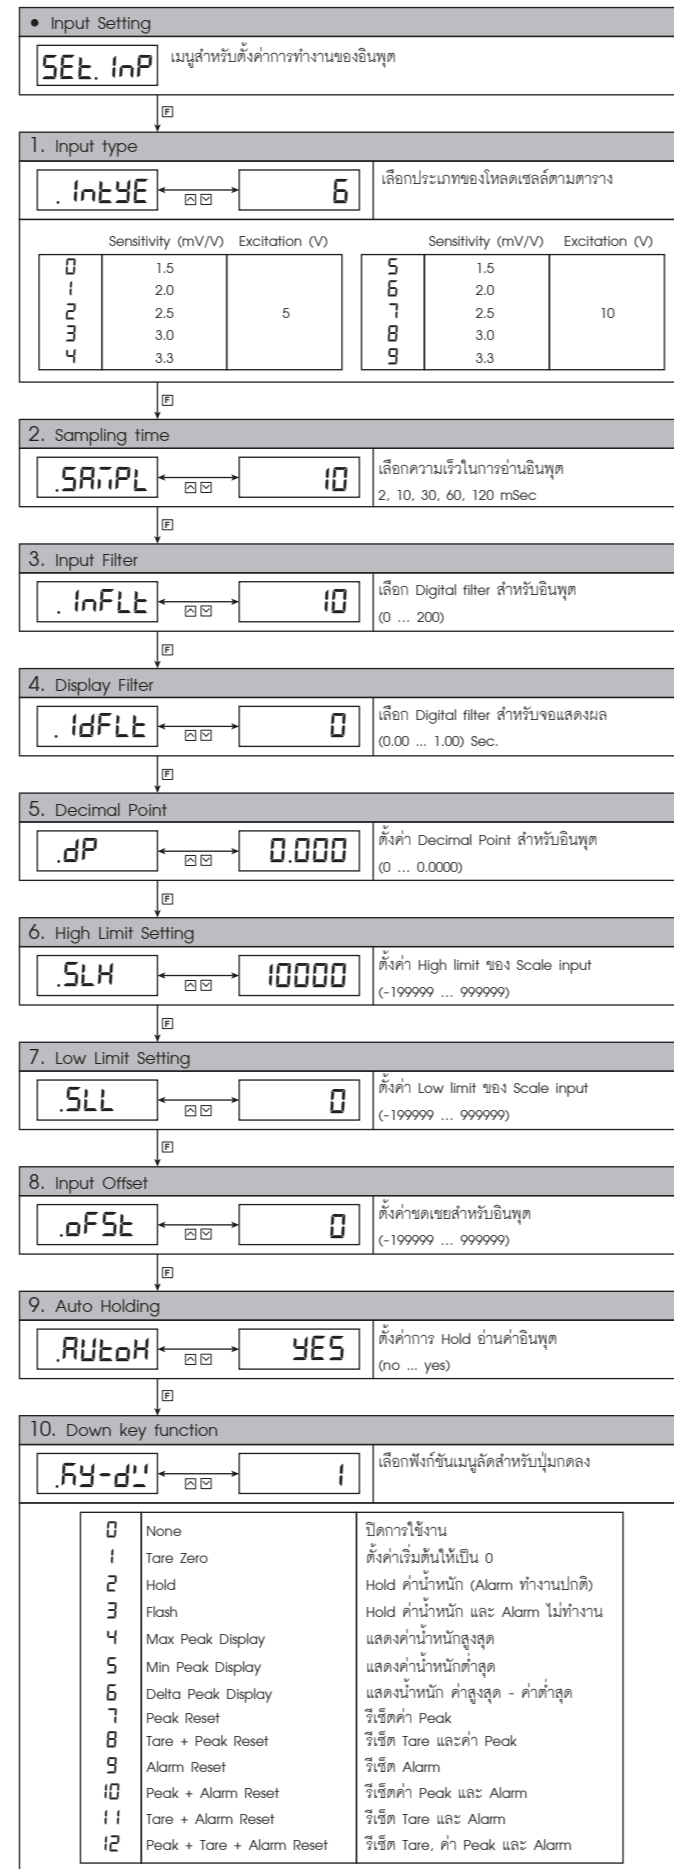 • Input Setting
SEt. InP เมนูสำหรับตั้งค่าการทำงานของอินพุต
F
1. Input type
. IntYE 6 เลือกประเภทของโหลดเซลล์ตามตาราง
Sensitivity (mV/V) Excitation (V) Sensitivity (mV/V) Excitation (V)
0 1.5 5 1.5
1 2.0 6 2.0
2 2.5 5 7 2.5 10
3 3.0 8 3.0
4 3.3 9 3.3
F
2. Sampling time
.SAMPL 10 เลือกความเร็วในการอ่านอินพุต
2, 10, 30, 60, 120 mSec
F
3. Input Filter
. InFLt 10 เลือก Digital filter สำหรับอินพุต
(0 ... 200)
F
4. Display Filter
. IdFLt 0 เลือก Digital filter สำหรับจอแสดงผล
(0.00 ... 1.00) Sec.
F
5. Decimal Point
.dP 0.000 ตั้งค่า Decimal Point สำหรับอินพุต
(0 ... 0.0000)
F
6. High Limit Setting
.SLH 10000 ตั้งค่า High limit ของ Scale input
(-199999 ... 999999)
F
7. Low Limit Setting
.SLL 0 ตั้งค่า Low limit ของ Scale input
(-199999 ... 999999)
F
8. Input Offset
.oFSt 0 ตั้งค่าชดเชยสำหรับอินพุต
(-199999 ... 999999)
F
9. Auto Holding
.AUtoH YES ตั้งค่าการ Hold อ่านค่าอินพุต
(no ... yes)
F
10. Down key function
.KY-dW 1 เลือกฟังก์ชันเมนูลัดสำหรับปุ่มกดลง
0 None ปิดการใช้งาน
1 Tare Zero ตั้งค่าเริ่มต้นให้เป็น 0
2 Hold Hold ค่าน้ำหนัก (Alarm ทำงานปกติ)
3 Flash Hold ค่าน้ำหนัก และ Alarm ไม่ทำงาน
4 Max Peak Display แสดงค่าน้ำหนักสูงสุด
5 Min Peak Display แสดงค่าน้ำหนักต่ำสุด
6 Delta Peak Display แสดงน้ำหนัก ค่าสูงสุด - ค่าต่ำสุด
7 Peak Reset รีเซ็ตค่า Peak
8 Tare + Peak Reset รีเซ็ต Tare และค่า Peak
9 Alarm Reset รีเซ็ต Alarm
10 Peak + Alarm Reset รีเซ็ตค่า Peak และ Alarm
11 Tare + Alarm Reset รีเซ็ต Tare และ Alarm
12 Peak + Tare + Alarm Reset รีเซ็ต Tare, ค่า Peak และ Alarm